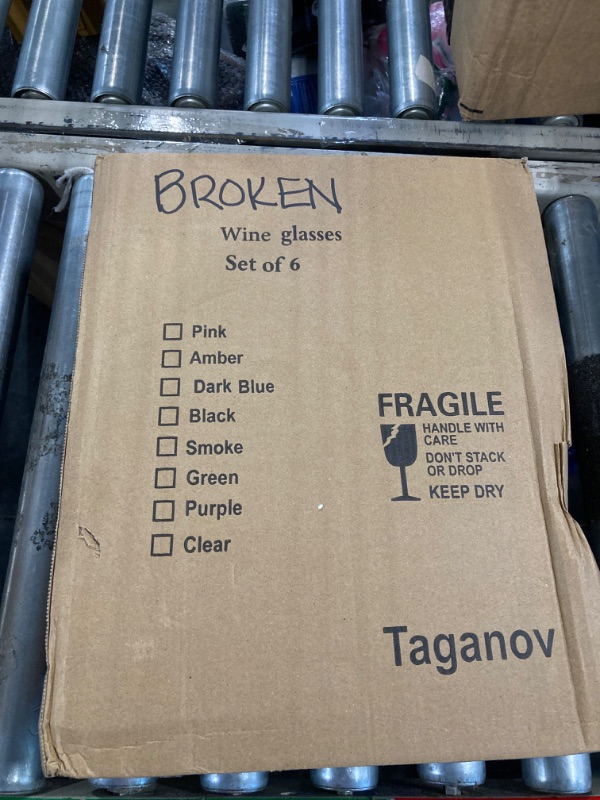 BROKEN
Wine glasses
Set of 6
Pink
Amber
Dark Blue
Black
Smoke
Green
Purple
Clear
FRAGILE
HANDLE WITH
CARE
DON'T STACK
OR DROP
KEEP DRY
Taganov